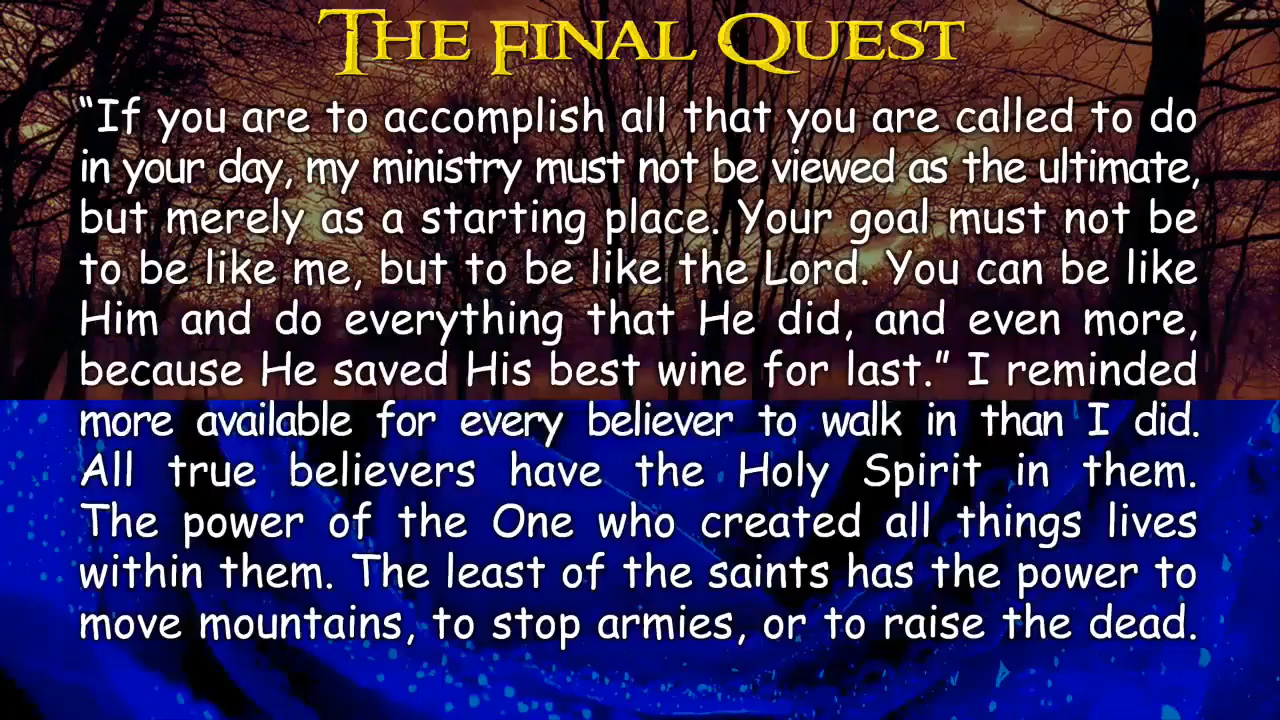 THE FINAL QUEST
“If you are to accomplish all that you are called to do
in your day, my ministry must not be viewed as the ultimate,
but merely as a starting place. Your goal must not be
to be like me, but to be like the Lord. You can be like
Him and do everything that He did, and even more,
because He saved His best wine for last.” I reminded
more available for every believer to walk in than I did.
All true believers have the Holy Spirit in them.
The power of the One who created all things lives
within them. The least of the saints has the power to
move mountains, to stop armies, or to raise the dead.